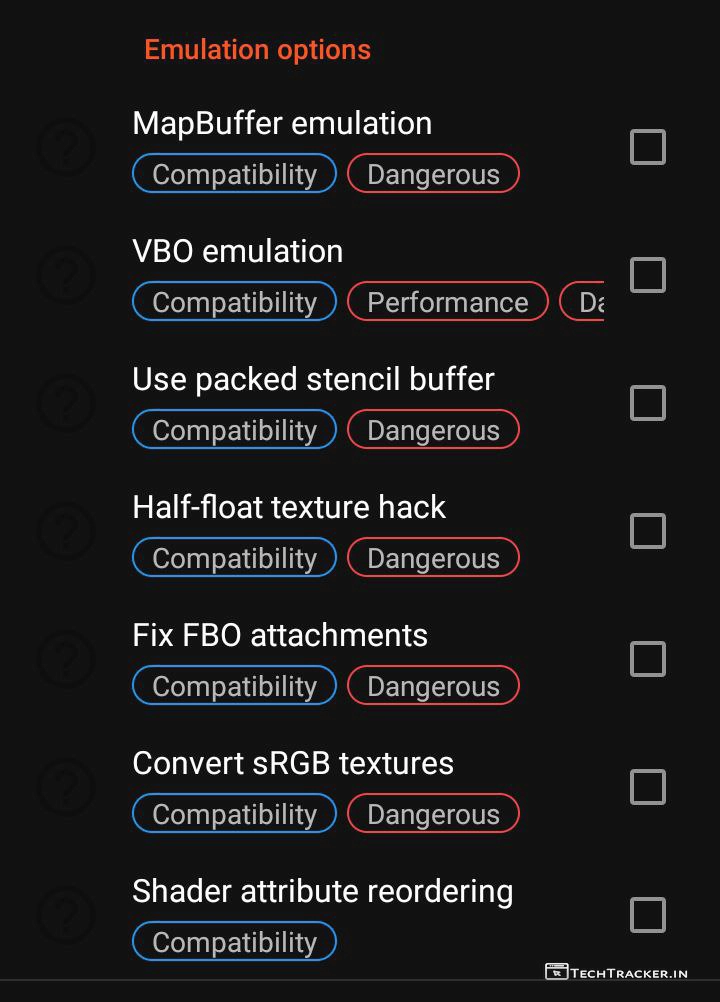 Emulation options
MapBuffer emulation
Compatibility Dangerous
VBO emulation
Compatibility Performance Da
Use packed stencil buffer
Compatibility Dangerous
Half-float texture hack
Compatibility Dangerous
Fix FBO attachments
Compatibility Dangerous
Convert sRGB textures
Compatibility Dangerous
Shader attribute reordering
Compatibility
TECHTRACKER.IN